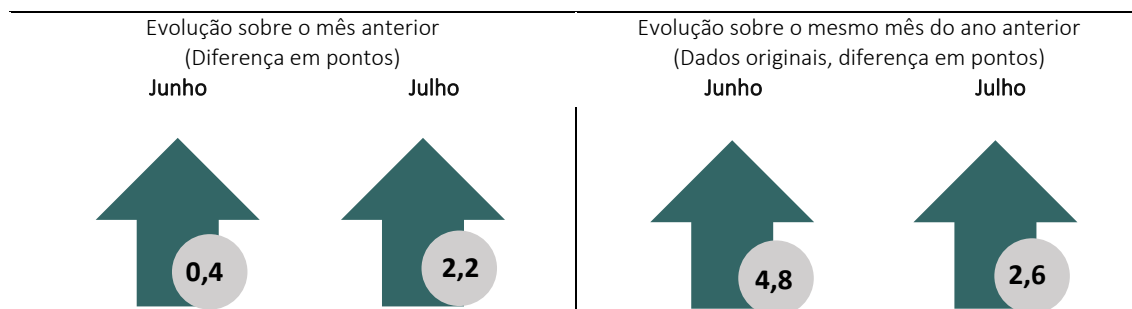 Evolução sobre o mês anterior
(Diferença em pontos)
Junho Julho
0,4 2,2
Evolução sobre o mesmo mês do ano anterior
(Dados originais, diferença em pontos)
Junho Julho
4,8 2,6